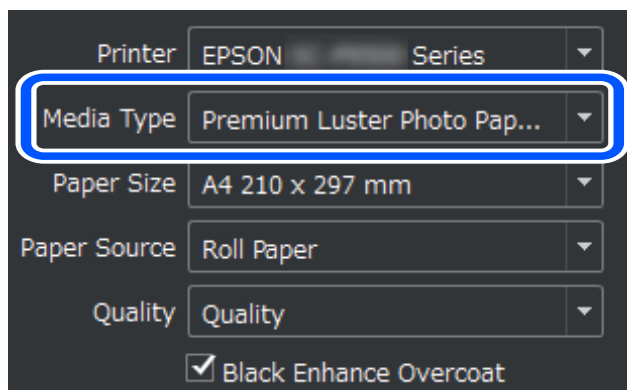 Printer EPSON Series
Media Type Premium Luster Photo Pap...
Paper Size A4 210 x 297 mm
Paper Source Roll Paper
Quality Quality
Black Enhance Overcoat